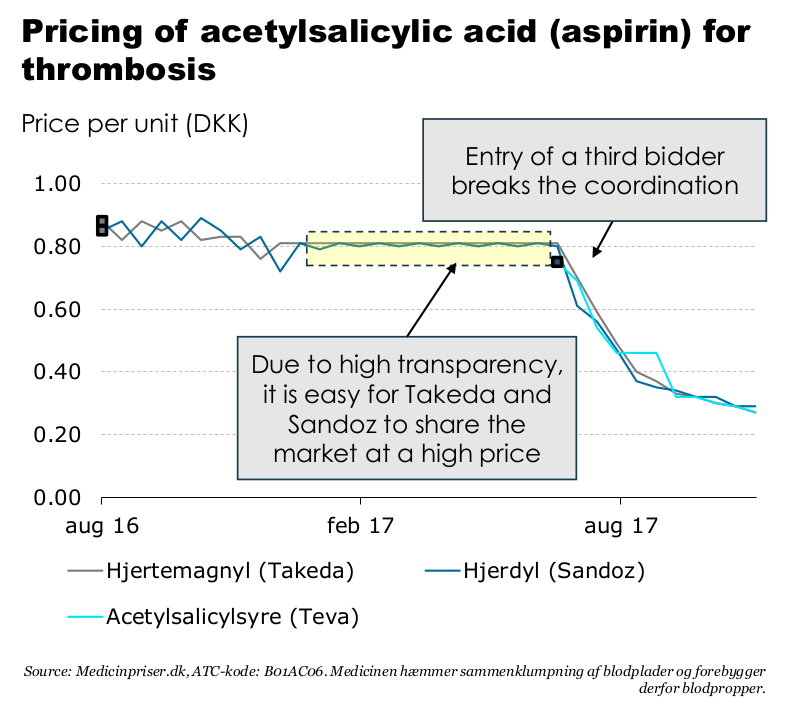 Pricing of acetylsalicylic acid (aspirin) for
thrombosis
Price per unit (DKK)
Entry of a third bidder
breaks the coordination
1.00
0.80
0.60
0.40
0.20
0.00
Due to high transparency,
it is easy for Takeda and
Sandoz to share the
market at a high price
aug 16
feb 17
aug 17
Hjertemagnyl (Takeda)
Hjerdyl (Sandoz)
Acetylsalicylsyre (Teva)
Source: Medicinpriser.dk, ATC-kode: B01AC06. Medicinen hæmmer sammenklumpning af blodplader og forebygger
derfor blodpropper.